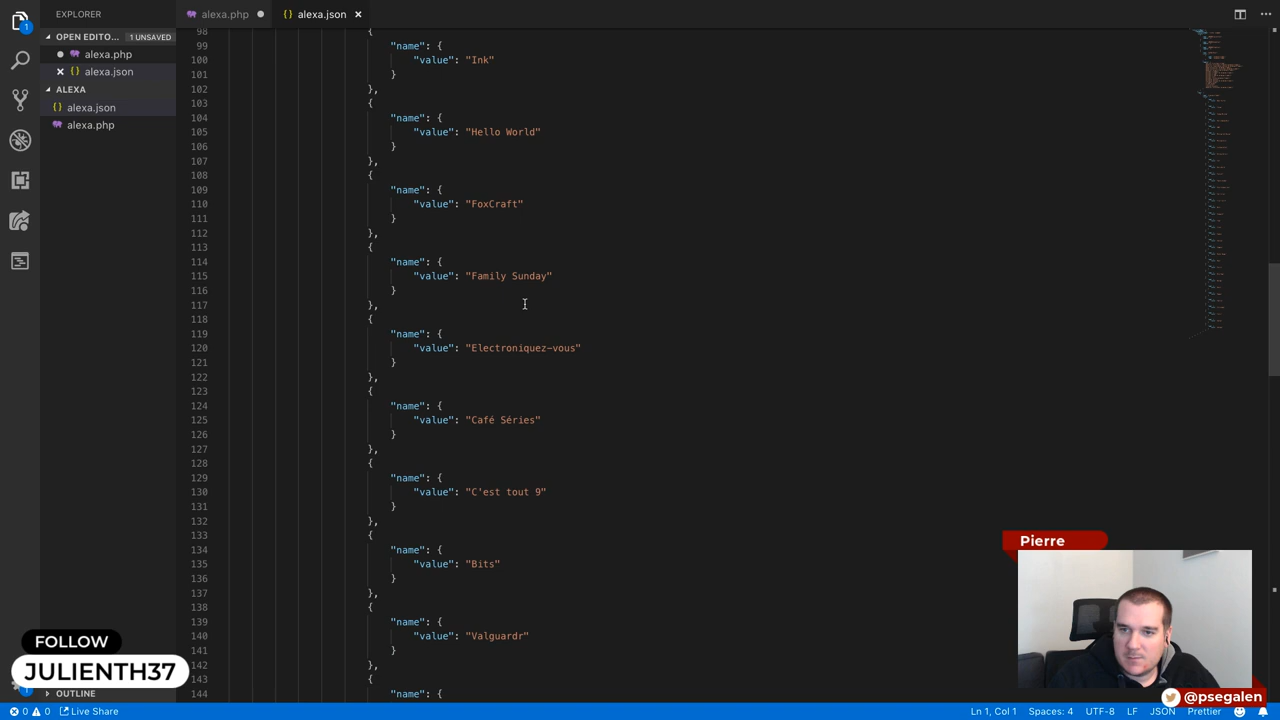 EXPLORER
alexa.php
{} alexa.json
OPEN EDITO... 1 UNSAVED
alexa.php
{} alexa.json
ALEXA
{} alexa.json
alexa.php
OUTLINE
98 {
99 "name": {
100 "value": "Ink"
101 }
102 },
103 {
104 "name": {
105 "value": "Hello World"
106 }
107 },
108 {
109 "name": {
110 "value": "FoxCraft"
111 }
112 },
113 {
114 "name": {
115 "value": "Family Sunday"
116 }
117 },
118 {
119 "name": {
120 "value": "Electroniquez-vous"
121 }
122 },
123 {
124 "name": {
125 "value": "Café Séries"
126 }
127 },
128 {
129 "name": {
130 "value": "C'est tout 9"
131 }
132 },
133 {
134 "name": {
135 "value": "Bits"
136 }
137 },
138 {
139 "name": {
140 "value": "Valguardr"
141 }
142 },
143 {
144 "name": {
Pierre
FOLLOW
JULIENTH37
@psegalen
0 0 Live Share
Ln 1, Col 1 Spaces: 4 UTF-8 LF JSON Prettier